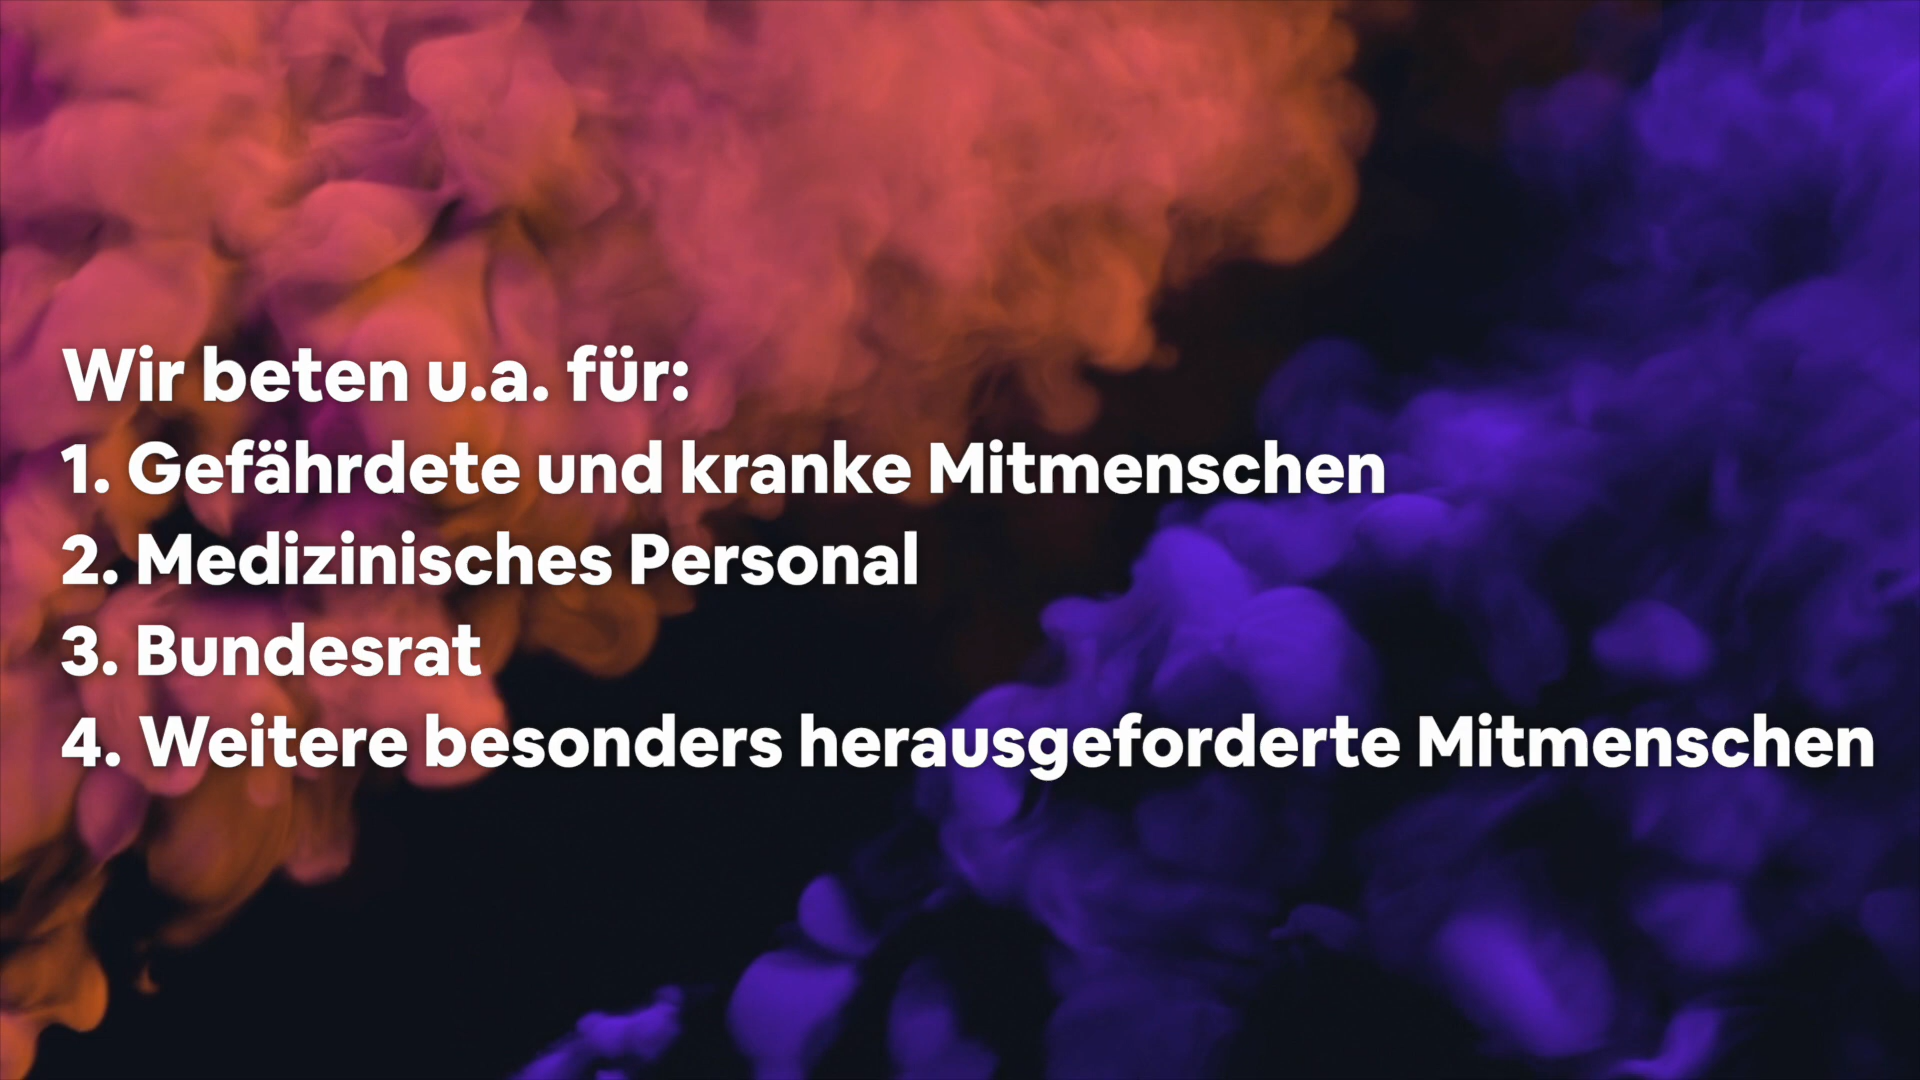 Wir beten u.a. für:
1. Gefährdete und kranke Mitmenschen
2. Medizinisches Personal
3. Bundesrat
4. Weitere besonders herausgeforderte Mitmenschen